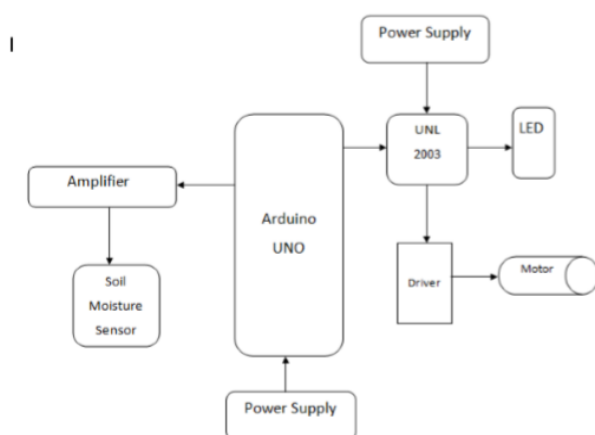 I
Power Supply
UNL
2003
LED
Amplifier
Arduino
UNO
Soil
Moisture
Sensor
Driver
Motor
Power Supply